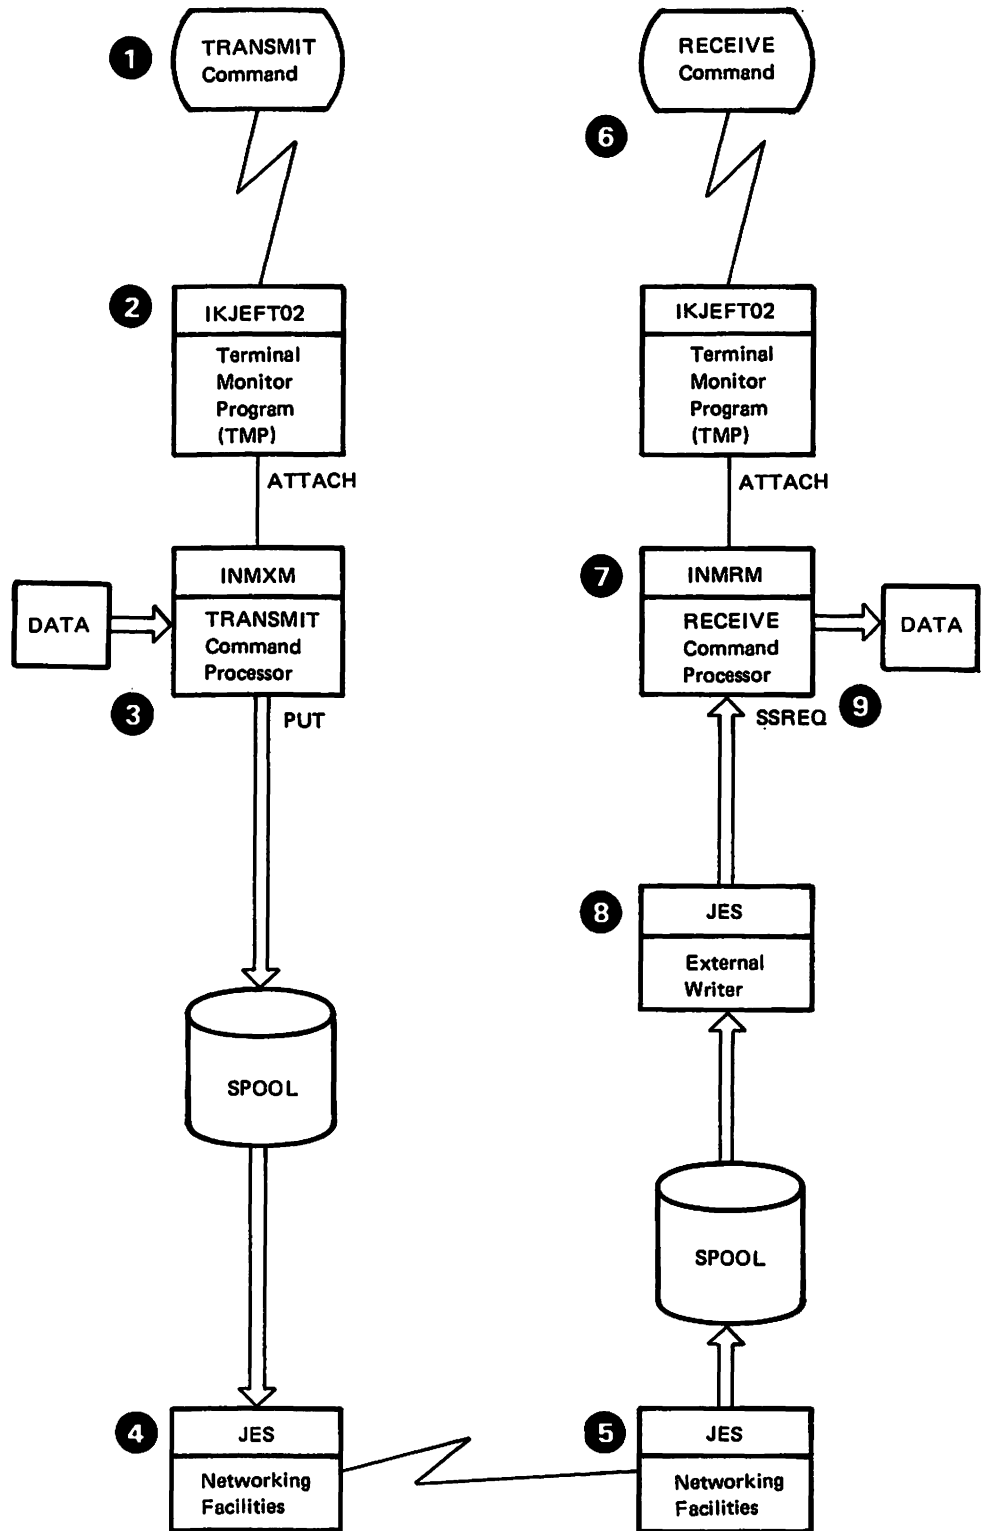 1
TRANSMIT
Command
2
IKJEFT02
Terminal
Monitor
Program
(TMP)
ATTACH
DATA
INMXM
TRANSMIT
Command
Processor
3
PUT
SPOOL
4
JES
Networking
Facilities
RECEIVE
Command
6
IKJEFT02
Terminal
Monitor
Program
(TMP)
ATTACH
7
INMRM
RECEIVE
Command
Processor
DATA
SSREQ
9
8
JES
External
Writer
SPOOL
5
JES
Networking
Facilities